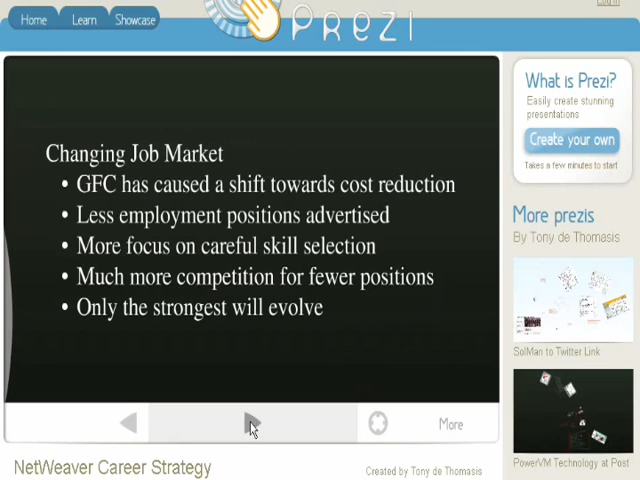 Home Learn Showcase
Log in
PREZI
Changing Job Market
• GFC has caused a shift towards cost reduction
• Less employment positions advertised
• More focus on careful skill selection
• Much more competition for fewer positions
• Only the strongest will evolve
More
NetWeaver Career Strategy
Created by Tony de Thomasis
What is Prezi?
Easily create stunning
presentations
Create your own
Takes a few minutes to start
More prezis
By Tony de Thomasis
SolMan to Twitter Link
PowerVM Technology at Post